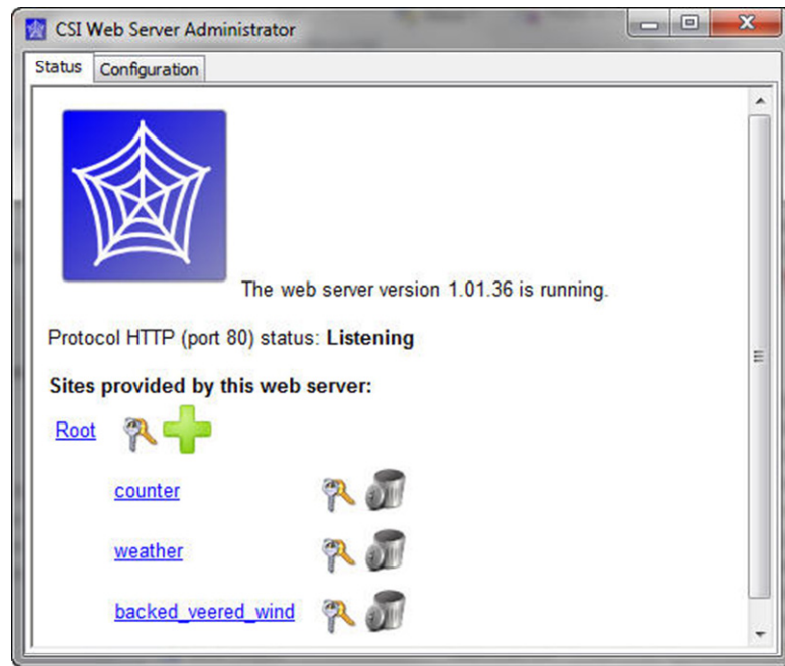 CSI Web Server Administrator
Status Configuration
The web server version 1.01.36 is running.
Protocol HTTP (port 80) status: Listening
Sites provided by this web server:
Root
counter
weather
backed_veered_wind